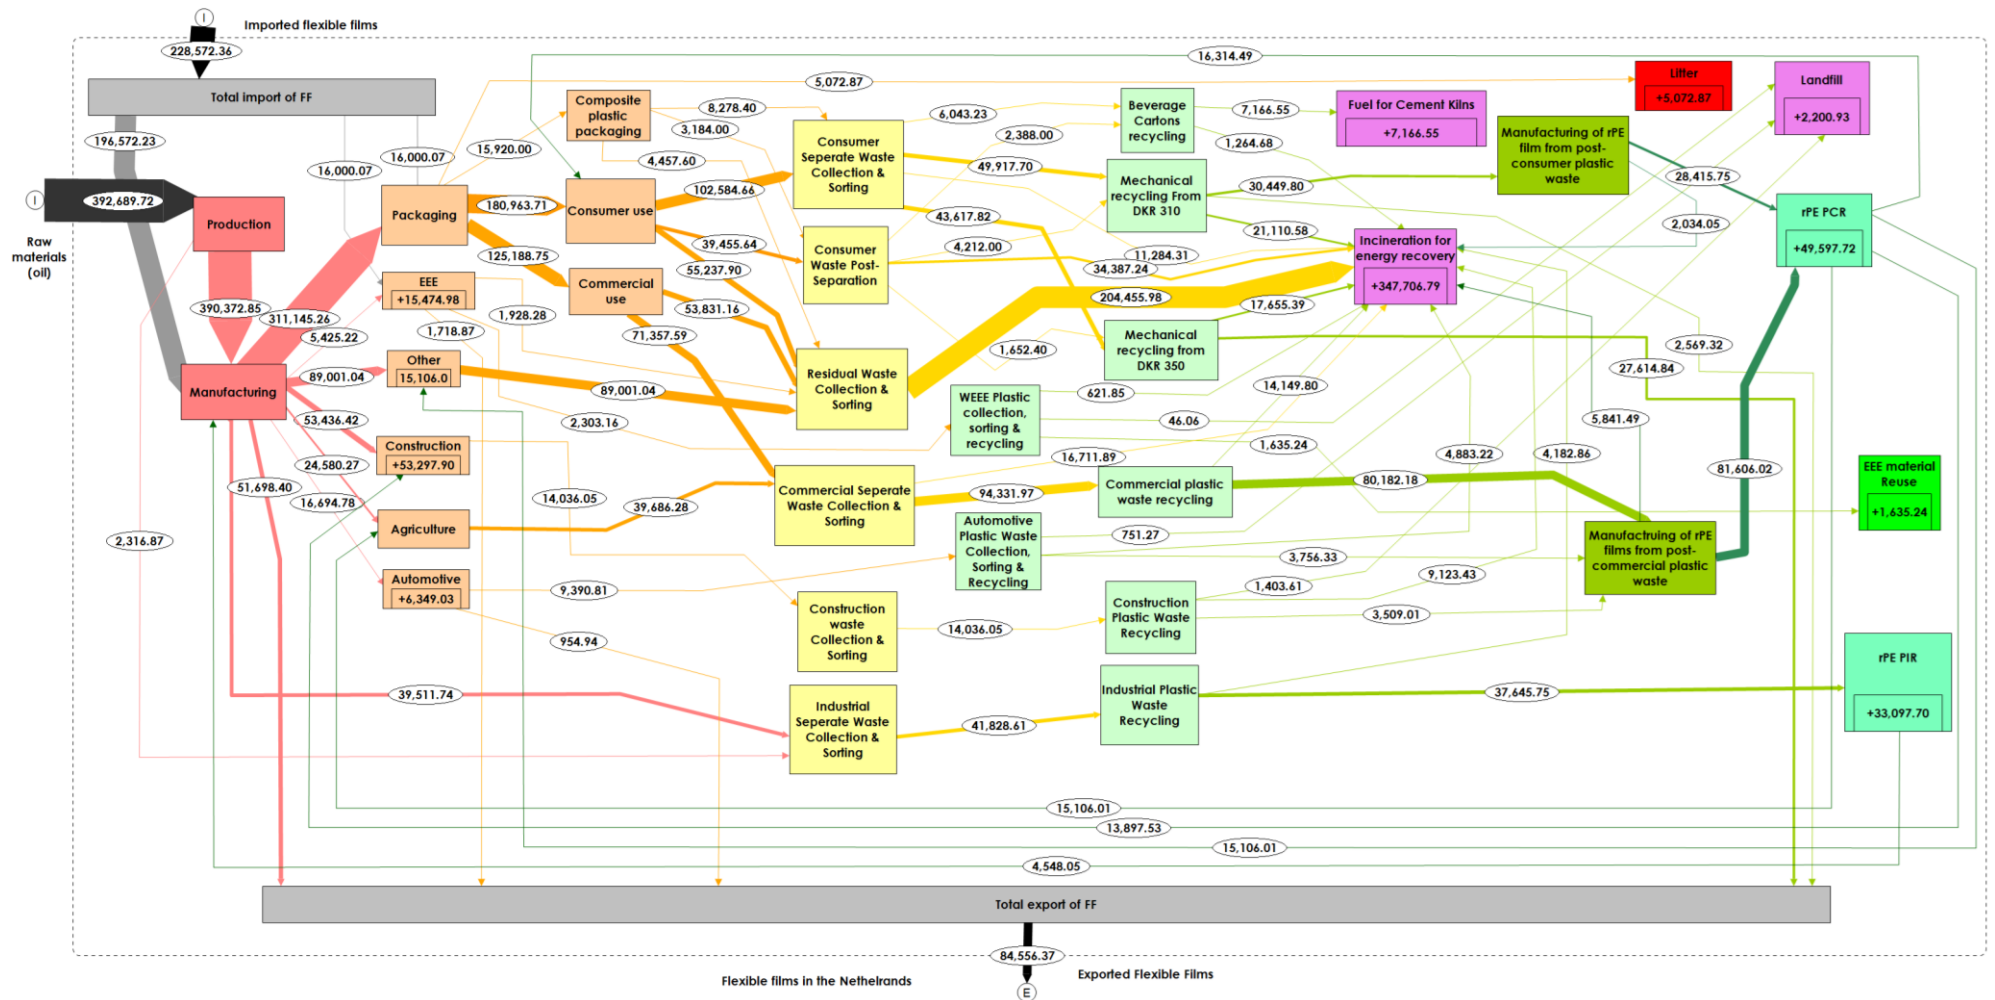 I
Imported flexible films
228,572.36
Total import of FF
196,572.23
16,000.07
16,000.07
I
392,689.72
Raw
materials
(oil)
Production
390,372.85
Manufacturing
311,145.26
5,425.22
89,001.04
53,436.42
24,580.27
16,694.78
51,698.40
2,316.87
39,511.74
Packaging
EEE
+15,474.98
Other
15,106.0
Construction
+53,297.90
Agriculture
Automotive
+6,349.03
5,072.87
15,920.00
180,963.71
125,188.75
1,718.87
1,928.28
2,303.16
89,001.04
14,036.05
39,686.28
9,390.81
954.94
Composite
plastic
packaging
Consumer use
Commercial
use
8,278.40
3,184.00
4,457.60
102,584.66
39,455.64
55,237.90
53,831.16
71,357.59
Consumer
Seperate Waste
Collection &
Sorting
Consumer
Waste Post-
Separation
Residual Waste
Collection &
Sorting
Commercial Seperate
Waste Collection &
Sorting
Construction
waste
Collection &
Sorting
Industrial
Seperate Waste
Collection &
Sorting
6,043.23
2,388.00
49,917.70
43,617.82
4,212.00
11,284.31
34,387.24
204,455.98
1,652.40
16,711.89
94,331.97
14,036.05
41,828.61
WEEE Plastic
collection,
sorting &
recycling
Automotive
Plastic Waste
Collection,
Sorting &
Recycling
Beverage
Cartons
recycling
Mechanical
recycling From
DKR 310
Mechanical
recycling from
DKR 350
Commercial plastic
waste recycling
Construction
Plastic Waste
Recycling
Industrial Plastic
Waste
Recycling
16,314.49
7,166.55
1,264.68
30,449.80
21,110.58
17,655.39
621.85
46.06
1,635.24
14,149.80
751.27
3,756.33
4,883.22
4,182.86
1,403.61
9,123.43
3,509.01
80,182.18
37,645.75
Fuel for Cement Kilns
+7,166.55
Incineration for
energy recovery
+347,706.79
Manufacturing of rPE
film from post-
consumer plastic
waste
Litter
+5,072.87
Landfill
+2,200.93
28,415.75
2,034.05
2,569.32
27,614.84
5,841.49
81,606.02
rPE PCR
+49,597.72
EEE material
Reuse
+1,635.24
Manufactruing of rPE
films from post-
commercial plastic
waste
rPE PIR
+33,097.70
15,106.01
13,897.53
15,106.01
4,548.05
Total export of FF
84,556.37
Flexible films in the Nethelrands
Exported Flexible Films
E